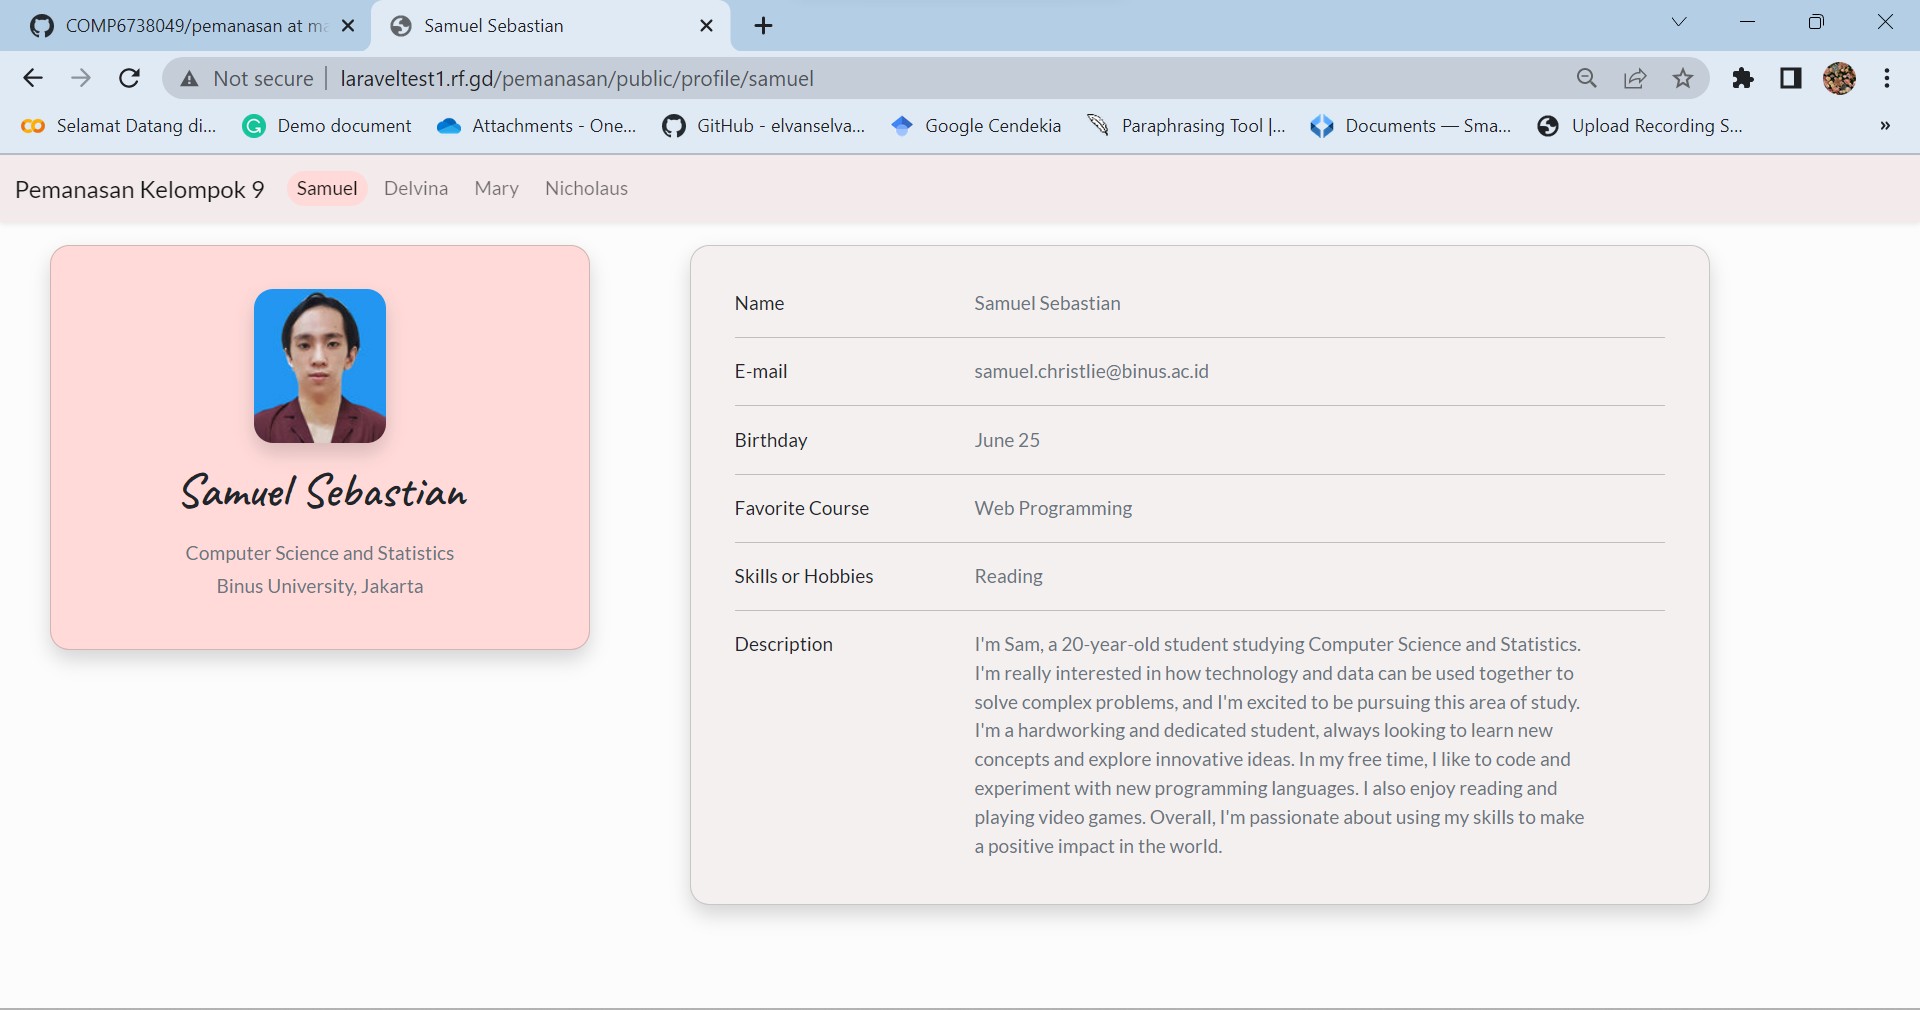 COMP6738049/pemanasan at ma
Samuel Sebastian
Not secure
laraveltest1.rf.gd/pemanasan/public/profile/samuel
Selamat Datang di...
Demo document
Attachments - One...
GitHub - elvanselva...
Google Cendekia
Paraphrasing Tool |...
Documents — Sma...
Upload Recording S...
»
Pemanasan Kelompok 9 Samuel Delvina Mary Nicholaus
Samuel Sebastian
Computer Science and Statistics
Binus University, Jakarta
Name Samuel Sebastian
E-mail samuel.christlie@binus.ac.id
Birthday June 25
Favorite Course Web Programming
Skills or Hobbies Reading
Description I'm Sam, a 20-year-old student studying Computer Science and Statistics.
I'm really interested in how technology and data can be used together to
solve complex problems, and I'm excited to be pursuing this area of study.
I'm a hardworking and dedicated student, always looking to learn new
concepts and explore innovative ideas. In my free time, I like to code and
experiment with new programming languages. I also enjoy reading and
playing video games. Overall, I'm passionate about using my skills to make
a positive impact in the world.